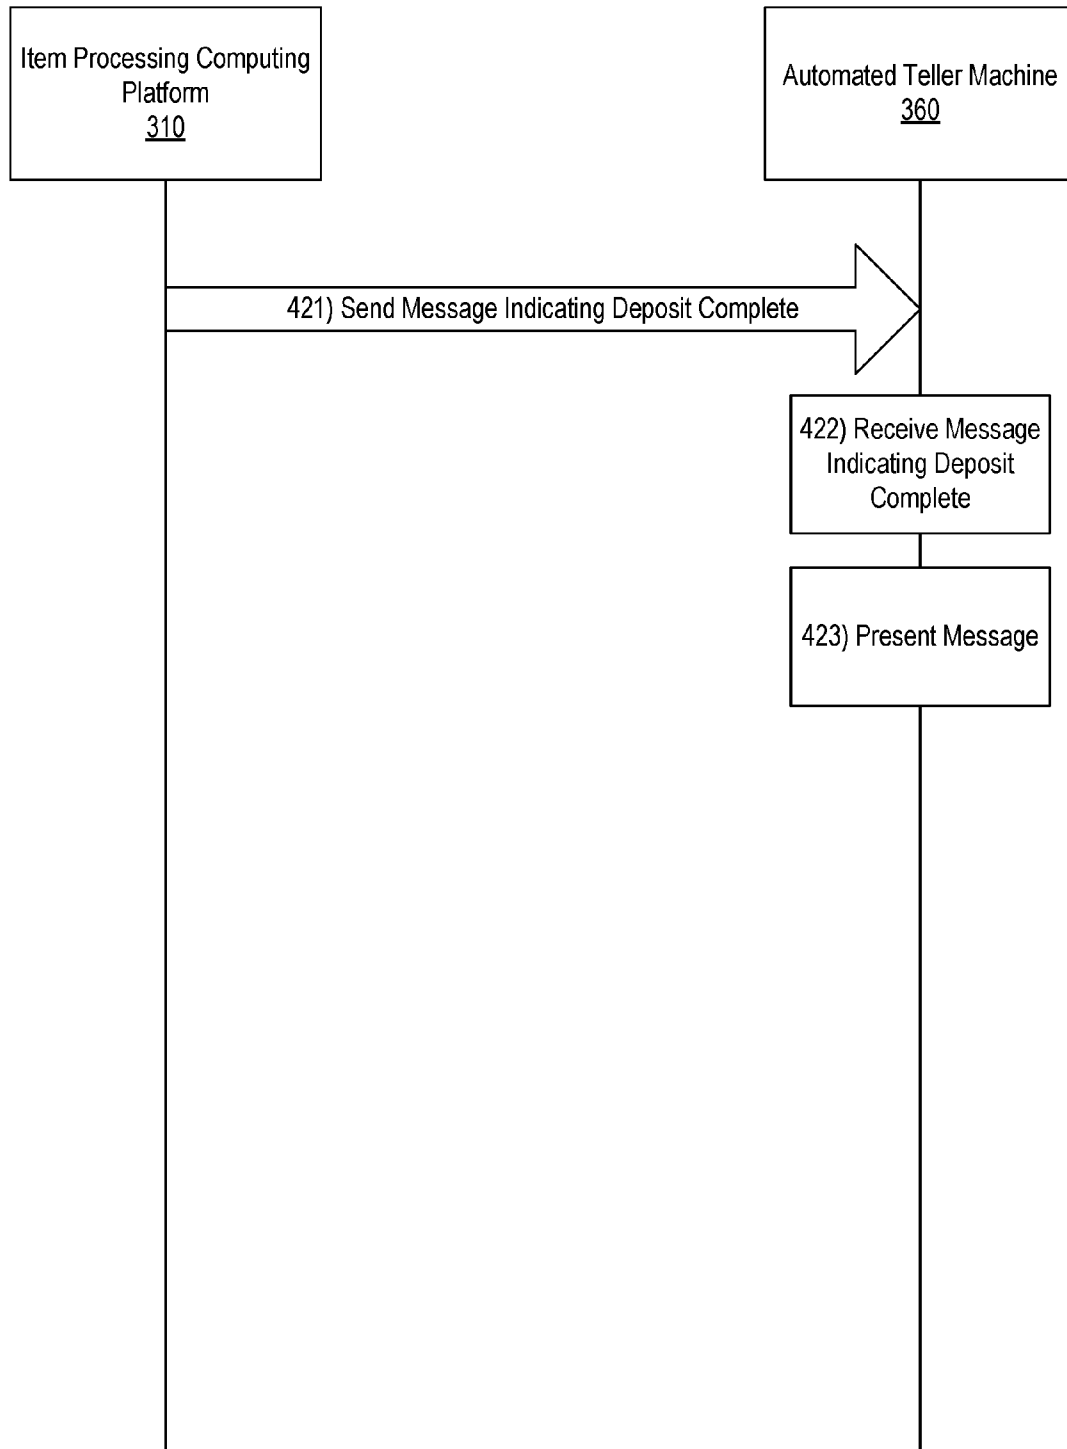 Item Processing Computing
Platform
310
Automated Teller Machine
360
421) Send Message Indicating Deposit Complete
422) Receive Message
Indicating Deposit
Complete
423) Present Message